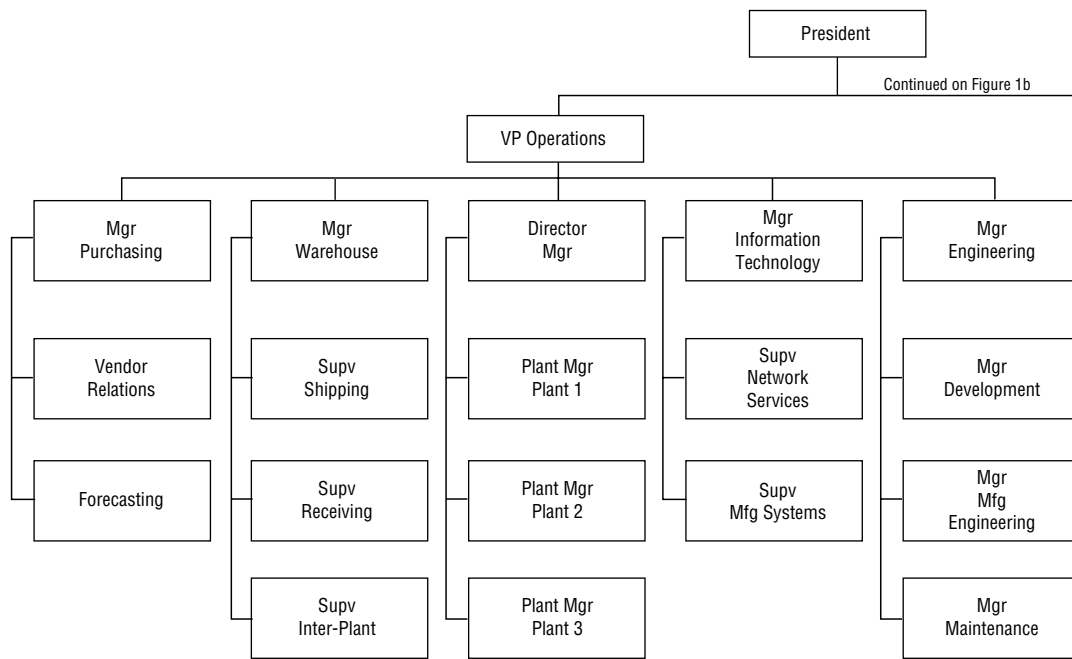 President
Continued on Figure 1b
VP Operations
Mgr
Purchasing
Mgr
Warehouse
Director
Mgr
Mgr
Information
Technology
Mgr
Engineering
Vendor
Relations
Supv
Shipping
Plant Mgr
Plant 1
Supv
Network
Services
Mgr
Development
Forecasting
Supv
Receiving
Plant Mgr
Plant 2
Supv
Mfg Systems
Mgr
Mfg
Engineering
Supv
Inter-Plant
Plant Mgr
Plant 3
Mgr
Maintenance